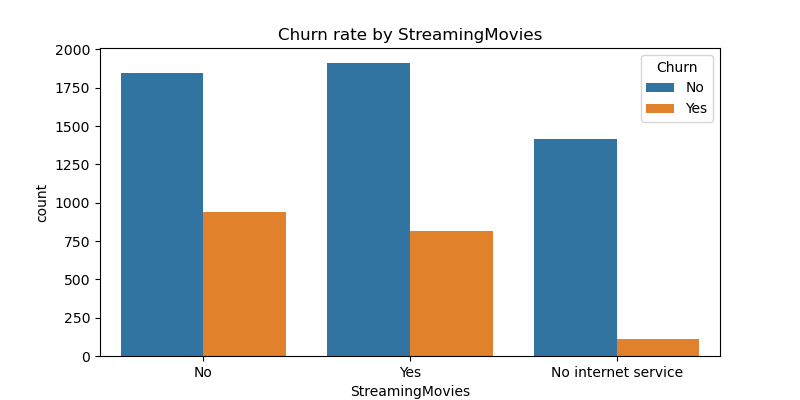 Churn rate by StreamingMovies
2000
1750
1500
1250
1000
750
500
250
0
count
Churn
No
Yes
No
Yes
No internet service
StreamingMovies